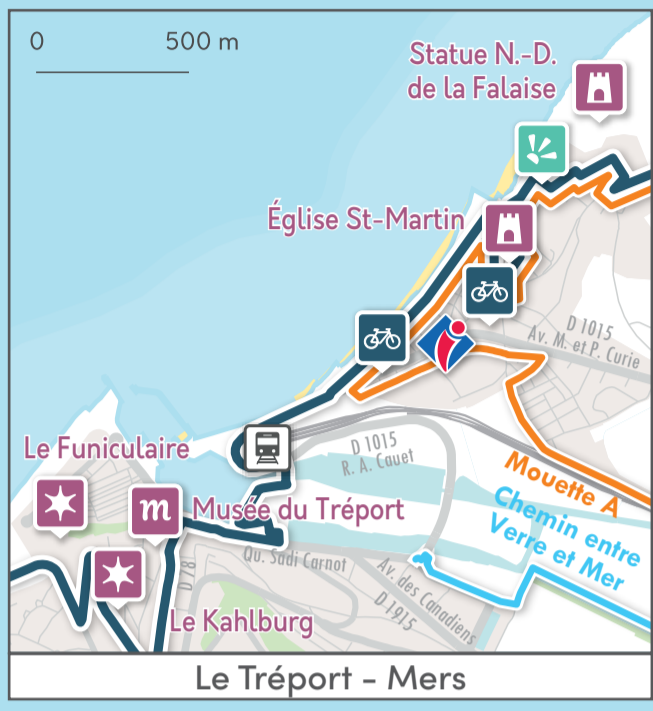 0 500 m
Statue N.-D.
de la Falaise
Église St-Martin
D 1015
Av. M. et P. Curie
Le Funiculaire
D 1015
R. A. Cauet
Mouette A
m Musée du Tréport
Chemin entre
Verre et Mer
Qu. Sadi Carnot
D 18
Av. des Canadiens
D 1915
Le Kahlburg
Le Tréport - Mers